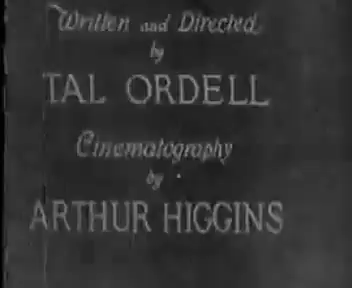 Written and Directed
by
TAL ORDELL
Cinematography
by
ARTHUR HIGGINS